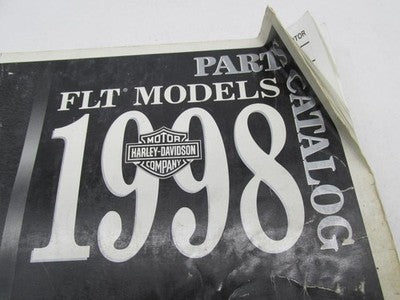 PARTS CATALOG
FLT® MODELS
1998
MOTOR
HARLEY-DAVIDSON
COMPANY